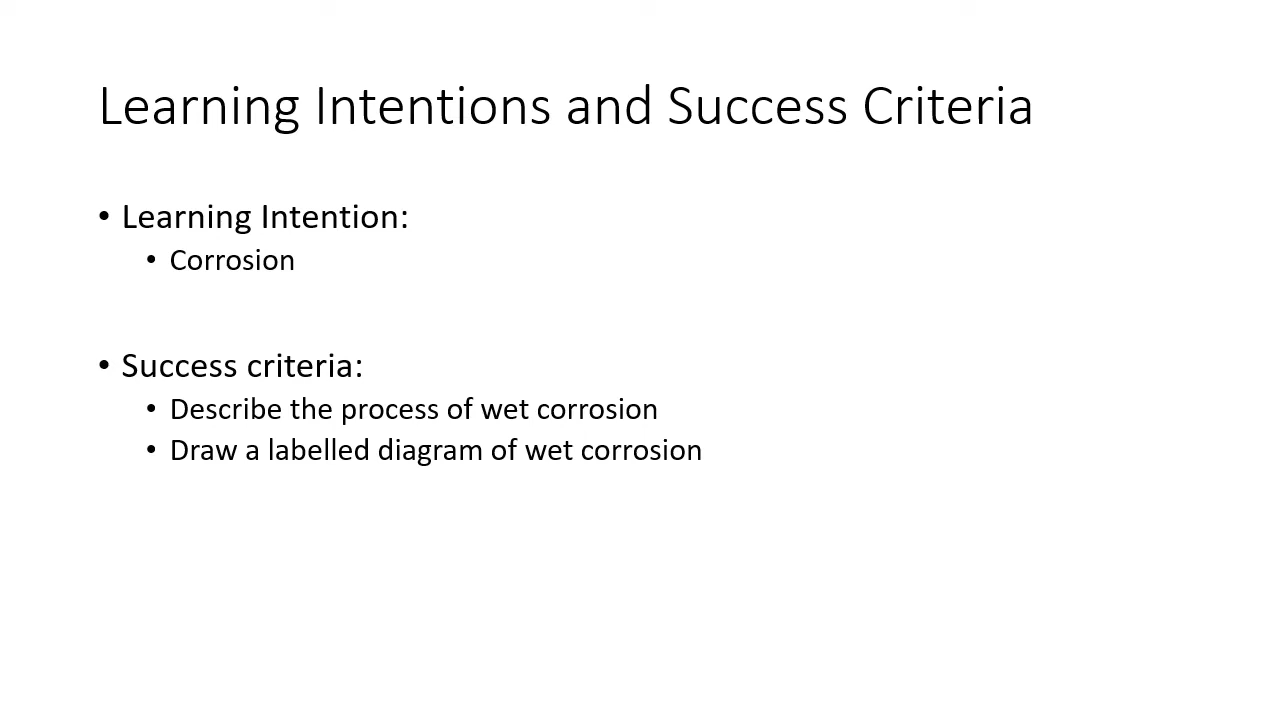 Learning Intentions and Success Criteria
• Learning Intention:
• Corrosion
• Success criteria:
• Describe the process of wet corrosion
• Draw a labelled diagram of wet corrosion